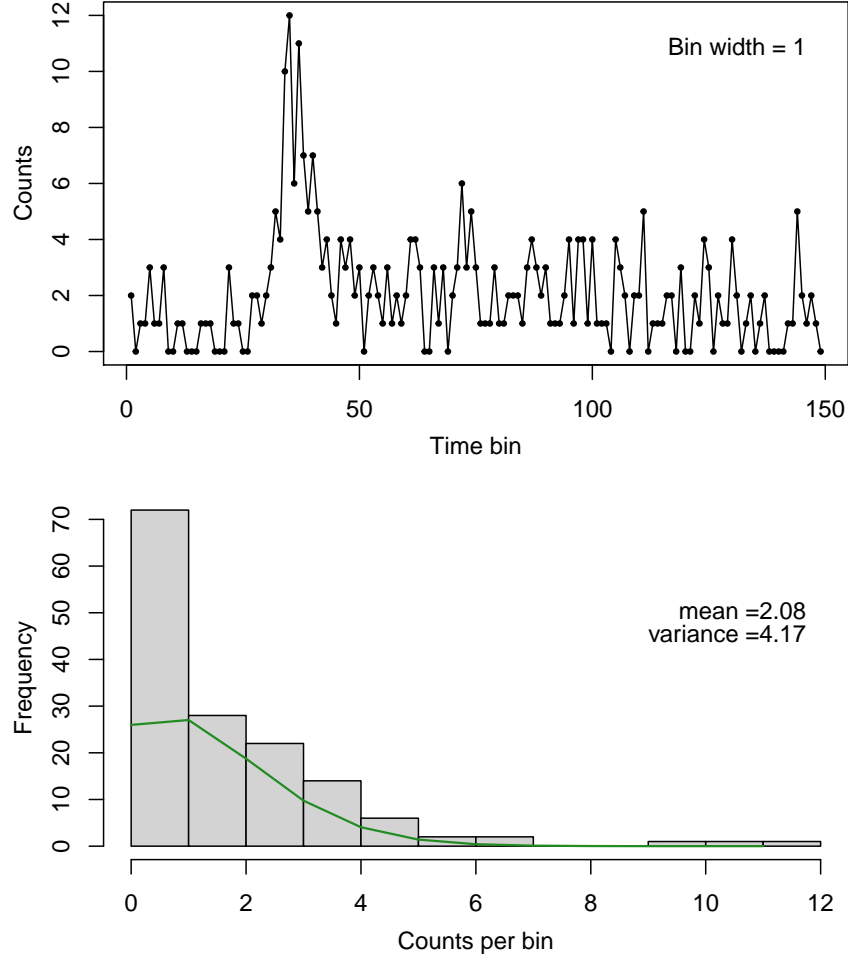 12
10
8
6
4
2
0
Counts
Bin width = 1
0 50 100 150
Time bin
70
60
50
40
30
20
10
0
Frequency
mean =2.08
variance =4.17
0 2 4 6 8 10 12
Counts per bin